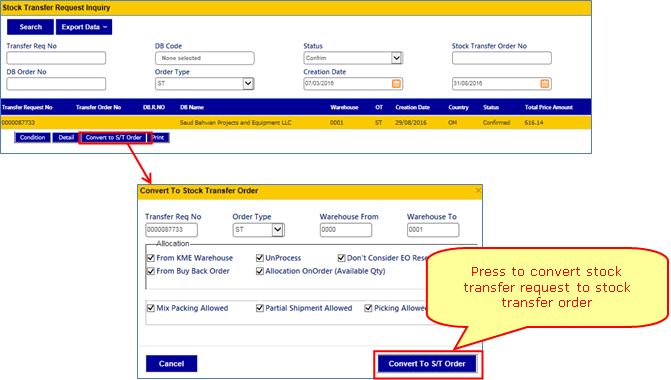 Stock Transfer Request Inquiry
Search Export Data
Transfer Req No DB Code Status Stock Transfer Order No
None selected Confrim
DB Order No Order Type Creation Date
ST 07/03/2016 31/08/2016
Transfer Request No Transfer Order No DB.R.NO DB Name Warehouse OT Creation Date Country Status Total Price Amount
0000087733 Saud Bahwan Projects and Equipment LLC 0001 ST 29/08/2016 OM Confirmed 616.14
Condition Detail Convert to S/T Order Print
Convert To Stock Transfer Order ×
Transfer Req No Order Type Warehouse From Warehouse To
0000087733 ST 0000 0001
Allocation
From KME Warehouse UnProcess Don't Consider EO Rese
From Buy Back Order Allocation OnOrder (Available Qty)
Mix Packing Allowed Partial Shipment Allowed Picking Allowe
Press to convert stock
transfer request to stock
transfer order
Cancel Convert To S/T Order